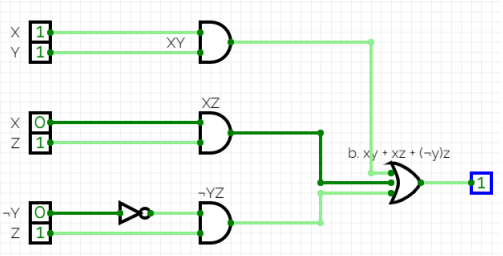 X 1
Y 1
XY
XZ
X 0
Z 1
b. xy + xz + (¬y)z
1
¬YZ
¬Y 0
Z 1